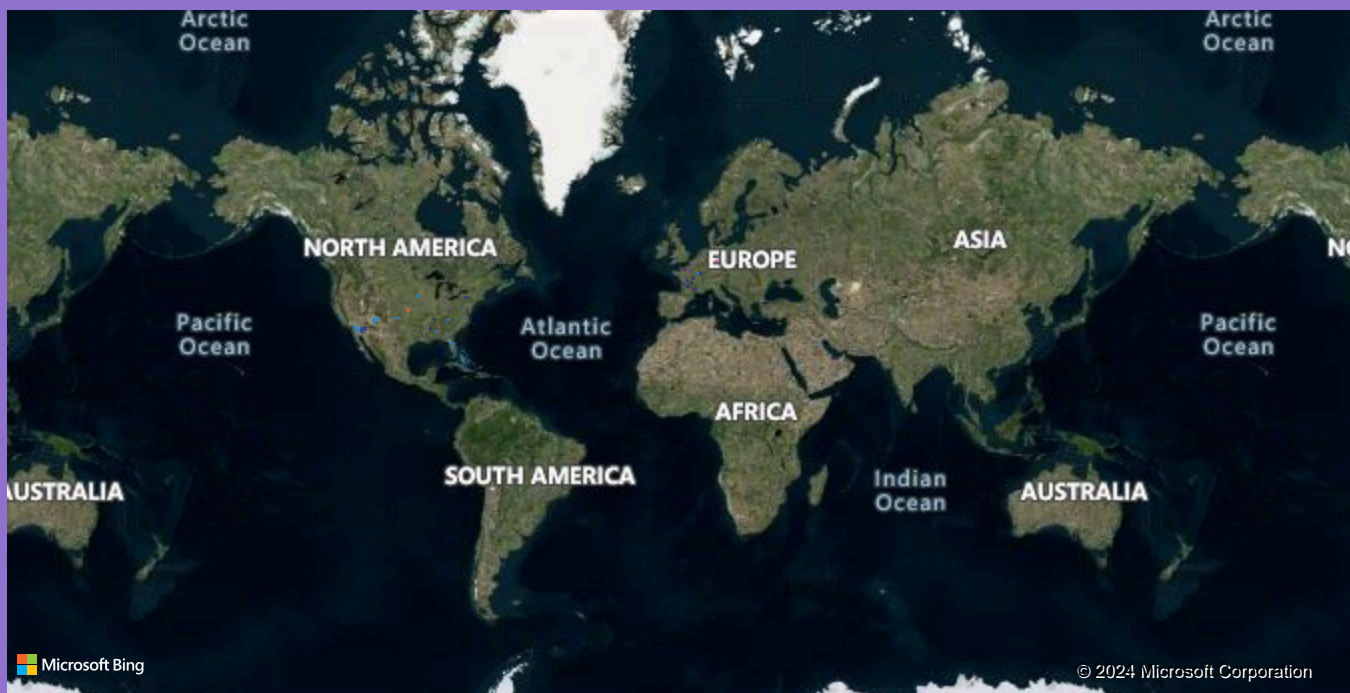 Arctic
Ocean
Arctic
Ocean
NORTH AMERICA
EUROPE
ASIA
NO
Pacific
Ocean
Atlantic
Ocean
Pacific
Ocean
AFRICA
SOUTH AMERICA
Indian
Ocean
AUSTRALIA
AUSTRALIA
Microsoft Bing
© 2024 Microsoft Corporation